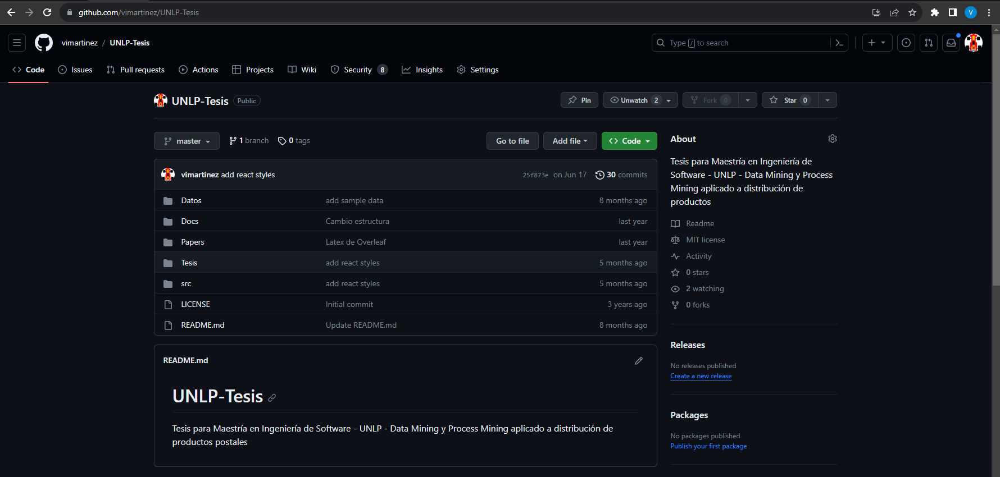 github.com/vimartinez/UNLP-Tesis
V
vimartinez / UNLP-Tesis
Type / to search
Code Issues Pull requests Actions Projects Wiki Security 8 Insights Settings
UNLP-Tesis Public
Pin Unwatch 2 Fork 0 Star 0
master 1 branch 0 tags Go to file Add file Code
vimartinez add react styles 25f873e on Jun 17 30 commits
Datos add sample data 8 months ago
Docs Cambio estructura last year
Papers Latex de Overleaf last year
Tesis add react styles 5 months ago
src add react styles 5 months ago
LICENSE Initial commit 3 years ago
README.md Update README.md 8 months ago
README.md
UNLP-Tesis
Tesis para Maestría en Ingeniería de Software - UNLP - Data Mining y Process Mining aplicado a distribución de
productos postales
About
Tesis para Maestría en Ingeniería de
Software - UNLP - Data Mining y Process
Mining aplicado a distribución de
productos
Readme
MIT license
Activity
0 stars
2 watching
0 forks
Releases
No releases published
Create a new release
Packages
No packages published
Publish your first package